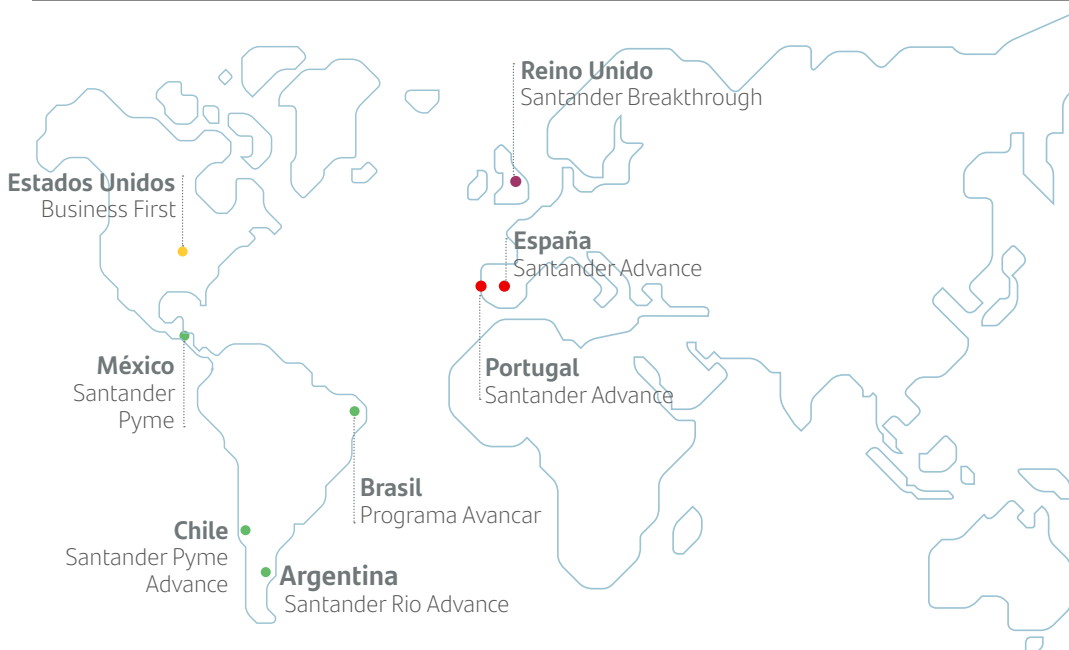 Reino Unido
Santander Breakthrough
Estados Unidos
Business First
España
Santander Advance
México
Santander
Pyme
Portugal
Santander Advance
Brasil
Programa Avancar
Chile
Santander Pyme
Advance
Argentina
Santander Rio Advance